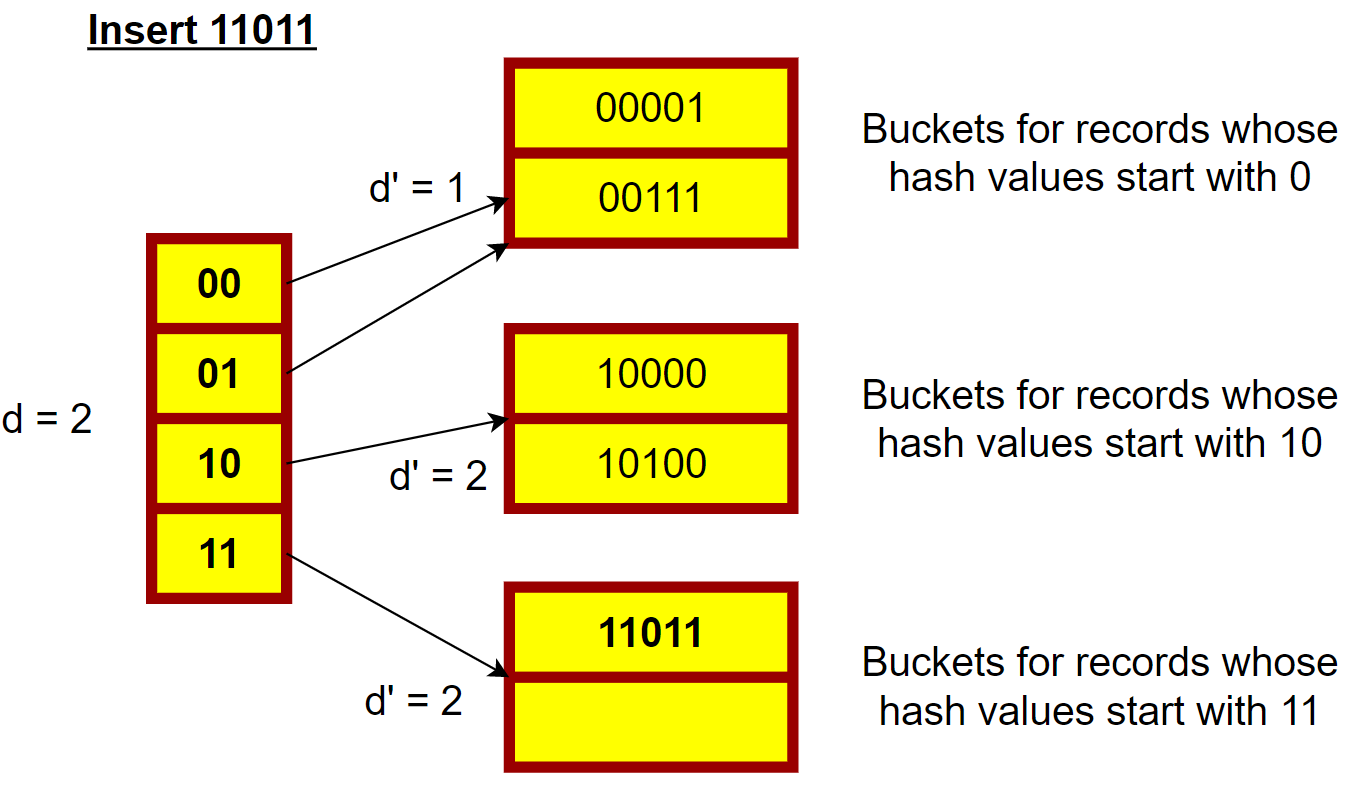 Insert 11011
00001
Buckets for records whose
hash values start with 0
d' = 1
00111
00
01
10000
Buckets for records whose
hash values start with 10
d = 2
10
d' = 2
10100
11
11011
Buckets for records whose
hash values start with 11
d' = 2